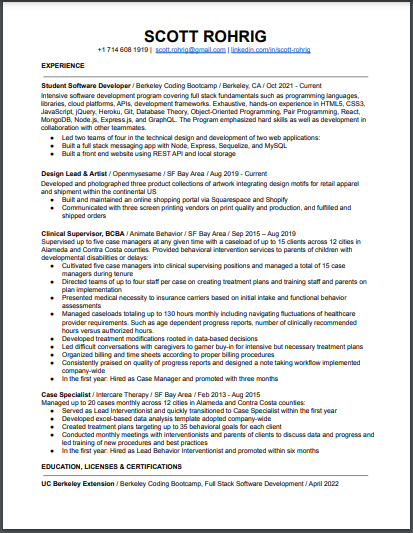 SCOTT ROHRIG
+1 714 608 1919 | scott.rohrig@gmail.com | linkedin.com/in/scott-rohrig
EXPERIENCE
Student Software Developer / Berkeley Coding Bootcamp / Berkeley, CA / Oct 2021 - Current
Intensive software development program covering full stack fundamentals such as programming languages,
libraries, cloud platforms, APIs, development frameworks. Exhaustive, hands-on experience in HTML5, CSS3,
JavaScript, jQuery, Heroku, Git, Database Theory, Object-Oriented Programming, Pair Programming, React,
MongoDB, Node.js, Express.js, and GraphQL. The Program emphasized hard skills as well as development in
collaboration with other teammates.
● Led two teams of four in the technical design and development of two web applications:
● Built a full stack messaging app with Node, Express, Sequelize, and MySQL
● Built a front end website using REST API and local storage
Design Lead & Artist / Openmysesame / SF Bay Area / Aug 2019 - Current
Developed and photographed three product collections of artwork integrating design motifs for retail apparel
and shipment within the continental US
● Built and maintained an online shopping portal via Squarespace and Shopify
● Communicated with three screen printing vendors on print quality and production, and fulfilled and
shipped orders
Clinical Supervisor, BCBA / Animate Behavior / SF Bay Area / Sep 2015 – Aug 2019
Supervised up to five case managers at any given time with a caseload of up to 15 clients across 12 cities in
Alameda and Contra Costa counties. Provided behavioral intervention services to parents of children with
developmental disabilities or delays:
● Cultivated five case managers into clinical supervising positions and managed a total of 15 case
managers during tenure
● Directed teams of up to four staff per case on creating treatment plans and training staff and parents on
plan implementation
● Presented medical necessity to insurance carriers based on initial intake and functional behavior
assessments
● Managed caseloads totaling up to 130 hours monthly including navigating fluctuations of healthcare
provider requirements. Such as age dependent progress reports, number of clinically recommended
hours versus authorized hours.
● Developed treatment modifications rooted in data-based decisions
● Led difficult conversations with caregivers to garner buy-in for intensive but necessary treatment plans
● Organized billing and time sheets according to proper billing procedures
● Consistently praised on quality of progress reports and designed a note taking workflow implemented
company-wide
● In the first year: Hired as Case Manager and promoted three months
Case Specialist / Intercare Therapy / SF Bay Area / Feb 2013 - Aug 2015
Managed up to 20 cases monthly across 12 cities in Alameda and Contra Costa counties:
● Served as Lead Interventionist and quickly transitioned to Case Specialist within the first year
● Developed excel-based data analysis template adopted company-wide
● Created treatment plans targeting up to 35 behavioral goals for each client
● Conducted monthly meetings with interventionists and parents of clients to discuss data and progress and
led training of new procedures and best practices
● In the first year: Hired as Lead Behavior Interventionist and promoted within six months
EDUCATION, LICENSES & CERTIFICATIONS
UC Berkeley Extension / Berkeley Coding Bootcamp, Full Stack Software Development / April 2022